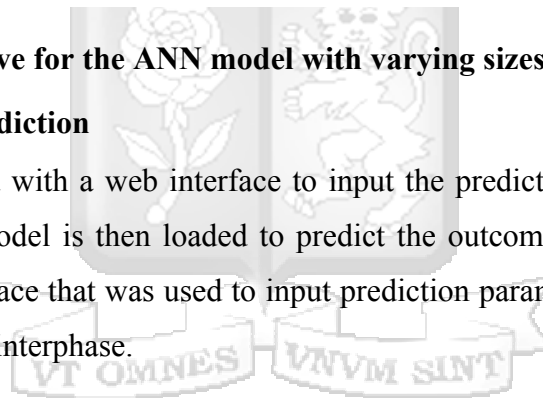 ve for the ANN model with varying sizes
diction
with a web interface to input the predict
odel is then loaded to predict the outcom
ace that was used to input prediction paran
interphase.
VT OMNES VNVM SINT